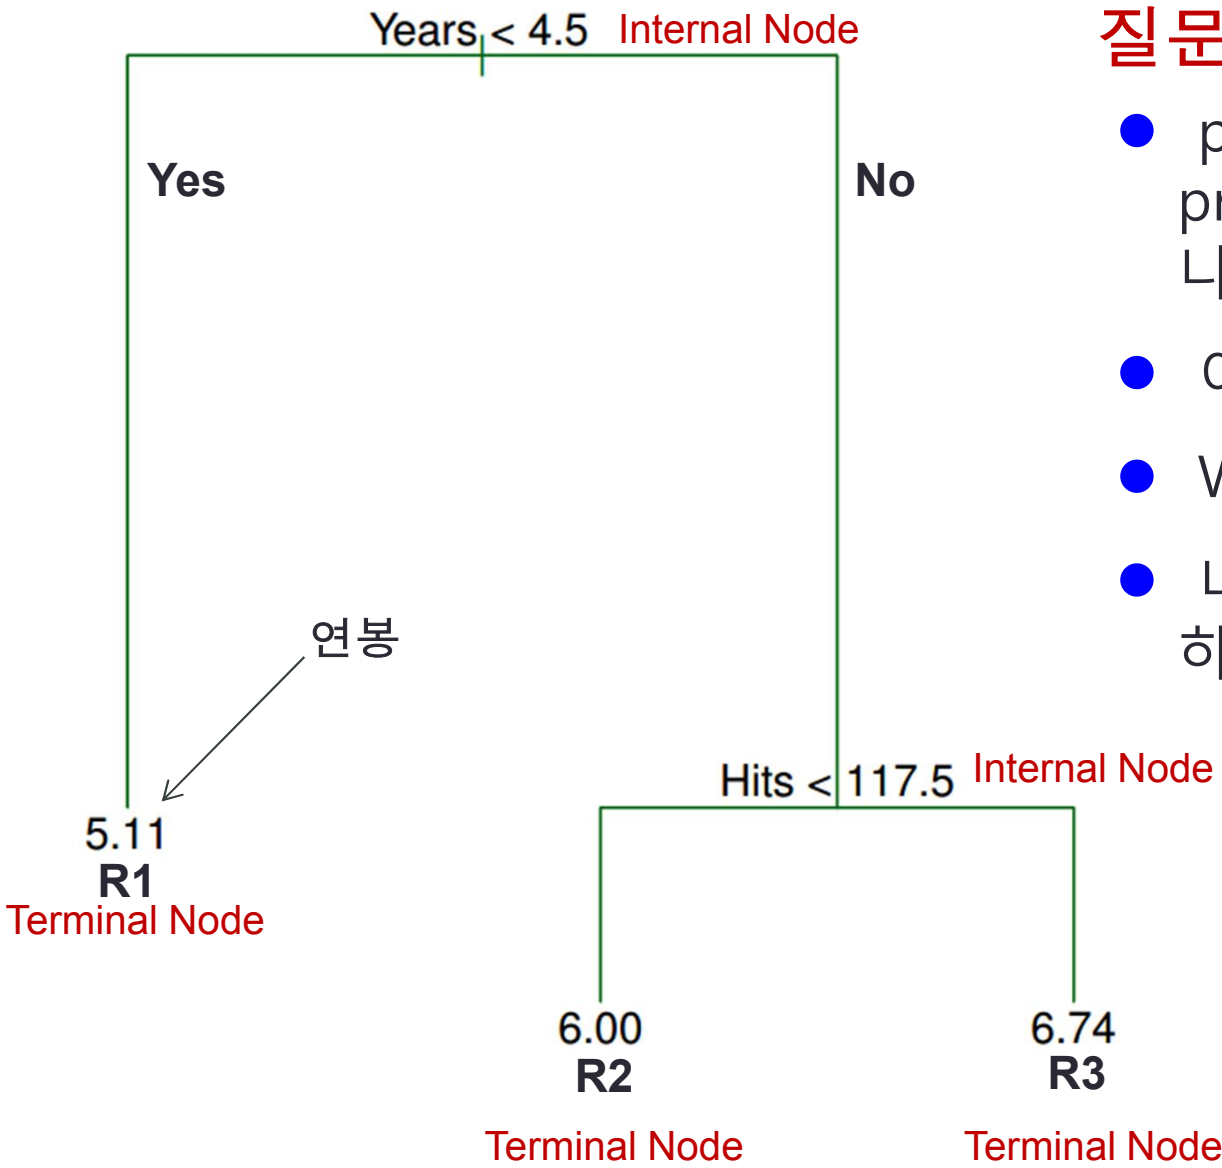 Years < 4.5 Internal Node
Yes
No
연봉
Hits < 117.5 Internal Node
5.11
R1
Terminal Node
6.00
R2
Terminal Node
6.74
R3
Terminal Node
질문